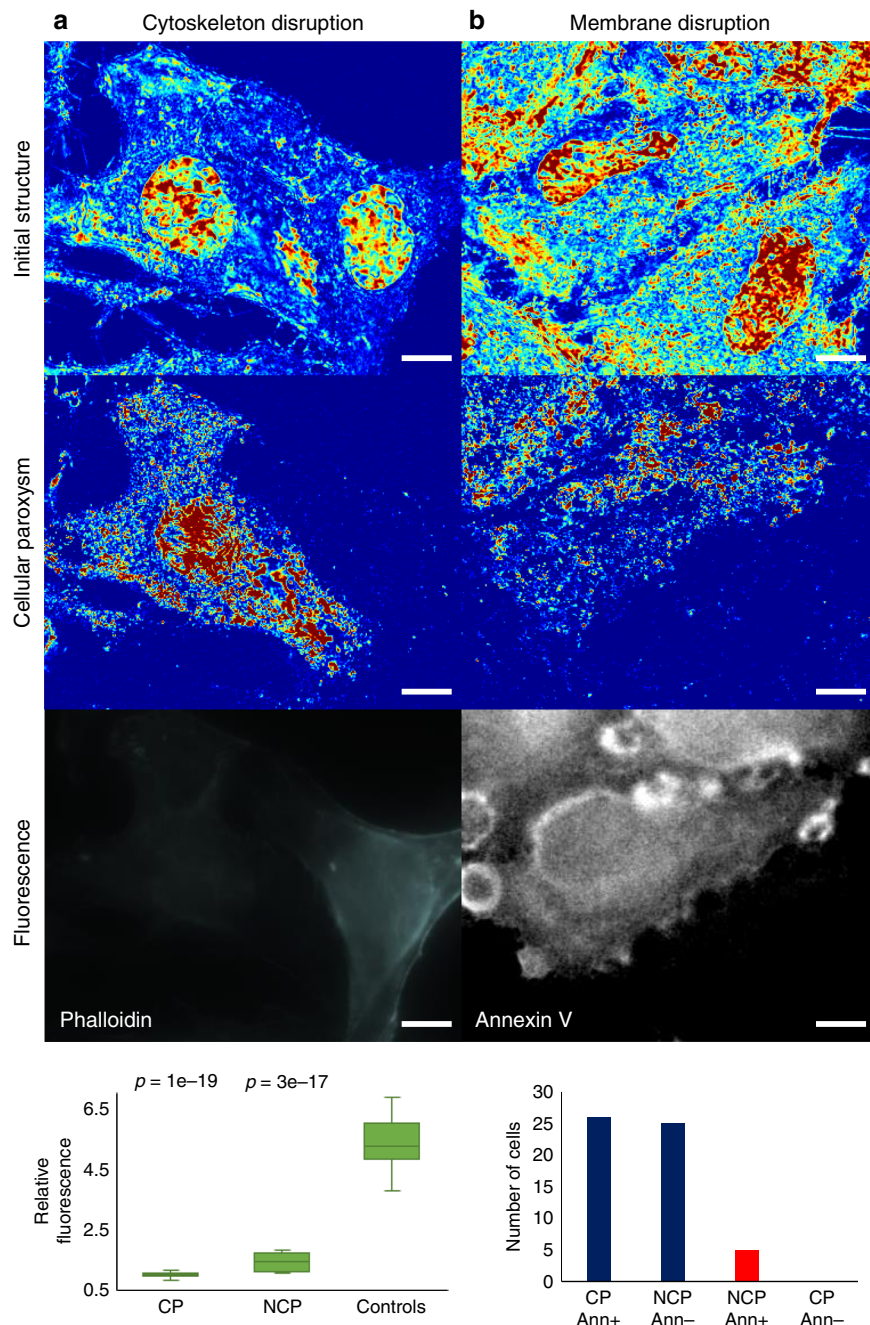 a Cytoskeleton disruption
b Membrane disruption
Initial structure
Cellular paroxysm
Fluorescence
Phalloidin
Annexin V
p = 1e–19 p = 3e–17
Relative
fluorescence
6.5
4.5
2.5
0.5
CP NCP Controls
Number of cells
30
25
20
15
10
5
0
CP NCP NCP CP
Ann+ Ann– Ann+ Ann–